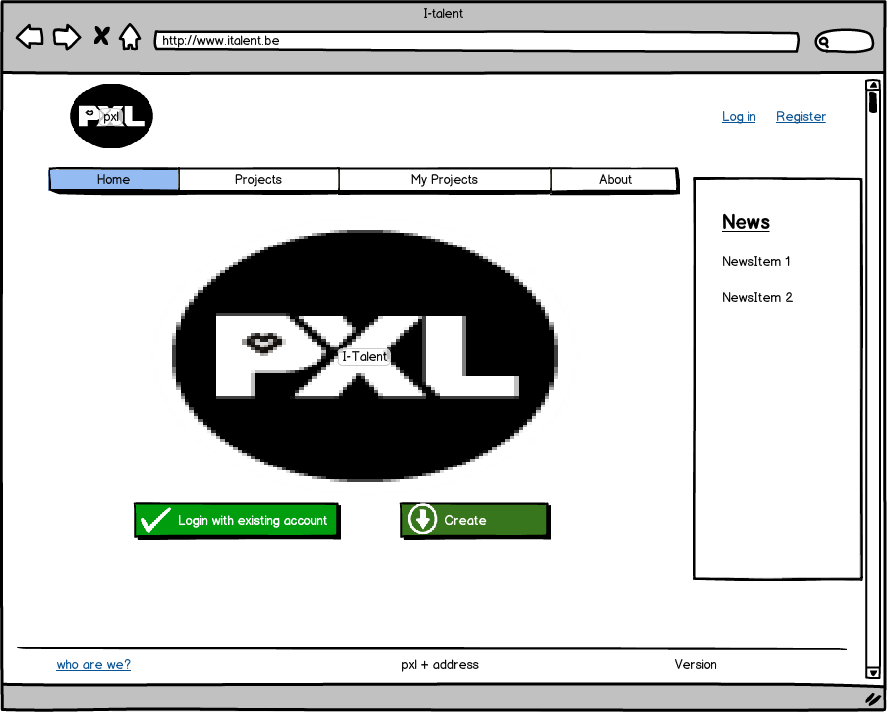 I-talent
http://www.italent.be
PXL
pxl
Log in Register
Home Projects My Projects About
News
NewsItem 1
NewsItem 2
PXL
I-Talent
Login with existing account Create
who are we? pxl + address Version